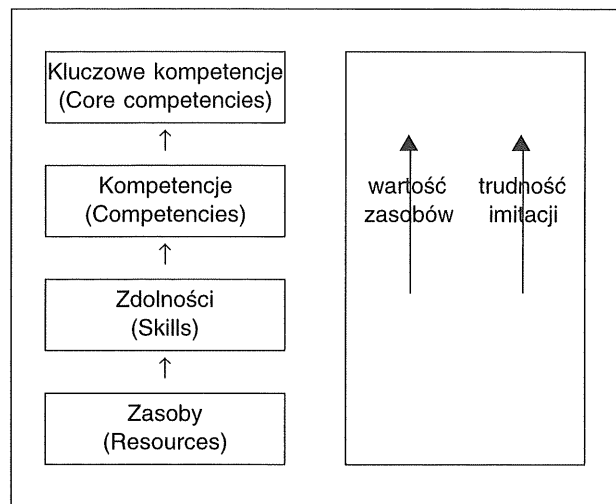 Kluczowe kompetencje
(Core competencies)
Kompetencje
(Competencies)
Zdolności
(Skills)
Zasoby
(Resources)
wartość
zasobów
trudność
imitacji